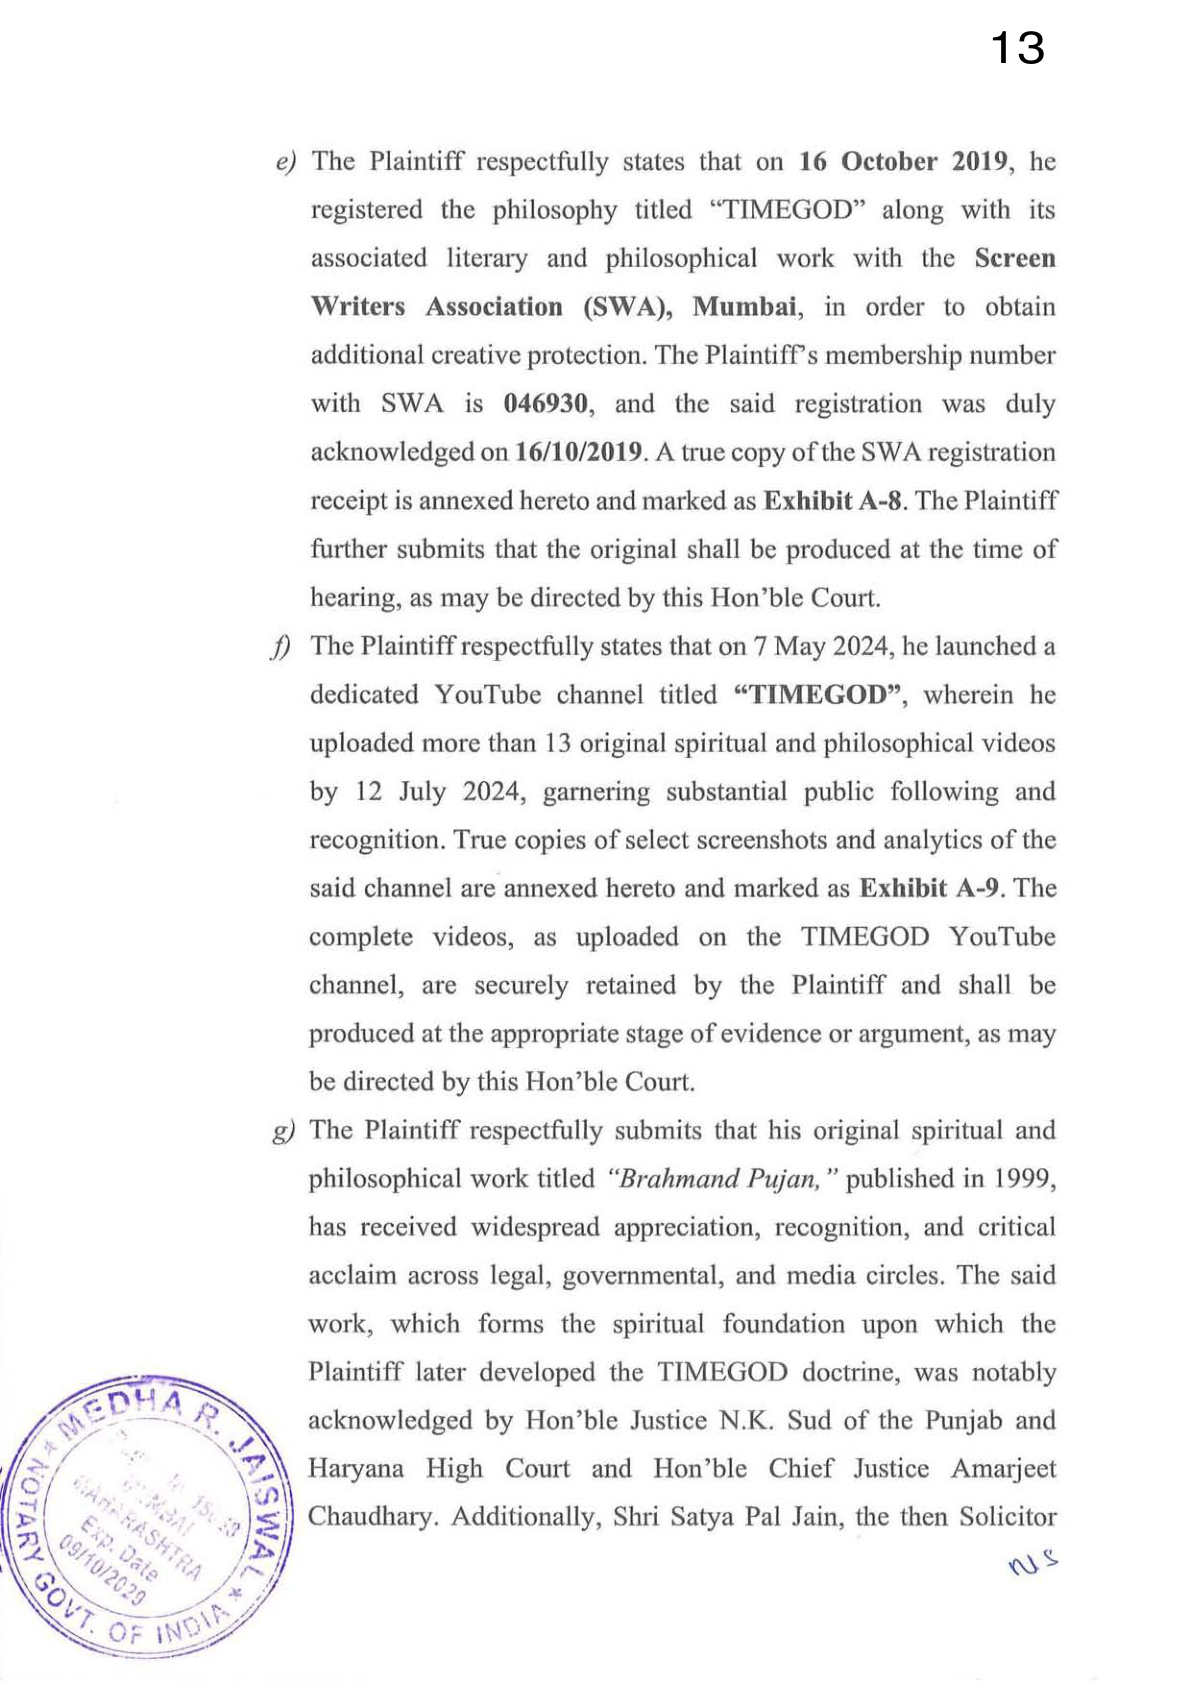 13
e) The Plaintiff respectfully states that on 16 October 2019, he
registered the philosophy titled “TIMEGOD” along with its
associated literary and philosophical work with the Screen
Writers Association (SWA), Mumbai, in order to obtain
additional creative protection. The Plaintiff's membership number
with SWA is 046930, and the said registration was duly
acknowledged on 16/10/2019. A true copy of the SWA registration
receipt is annexed hereto and marked as Exhibit A-8. The Plaintiff
further submits that the original shall be produced at the time of
hearing, as may be directed by this Hon’ble Court.
f) The Plaintiff respectfully states that on 7 May 2024, he launched a
dedicated YouTube channel titled “TIMEGOD”, wherein he
uploaded more than 13 original spiritual and philosophical videos
by 12 July 2024, garnering substantial public following and
recognition. True copies of select screenshots and analytics of the
said channel are annexed hereto and marked as Exhibit A-9. The
complete videos, as uploaded on the TIMEGOD YouTube
channel, are securely retained by the Plaintiff and shall be
produced at the appropriate stage of evidence or argument, as may
be directed by this Hon’ble Court.
g) The Plaintiff respectfully submits that his original spiritual and
philosophical work titled “Brahmand Pujan,” published in 1999,
has received widespread appreciation, recognition, and critical
acclaim across legal, governmental, and media circles. The said
work, which forms the spiritual foundation upon which the
Plaintiff later developed the TIMEGOD doctrine, was notably
acknowledged by Hon’ble Justice N.K. Sud of the Punjab and
Haryana High Court and Hon’ble Chief Justice Amarjeet
Chaudhary. Additionally, Shri Satya Pal Jain, the then Solicitor
NS
MEDHA R. JAISWAL
NOTARY GOVT. OF INDIA
MUMBAI
MAHARASHTRA
Exp. Date
09/10/2029